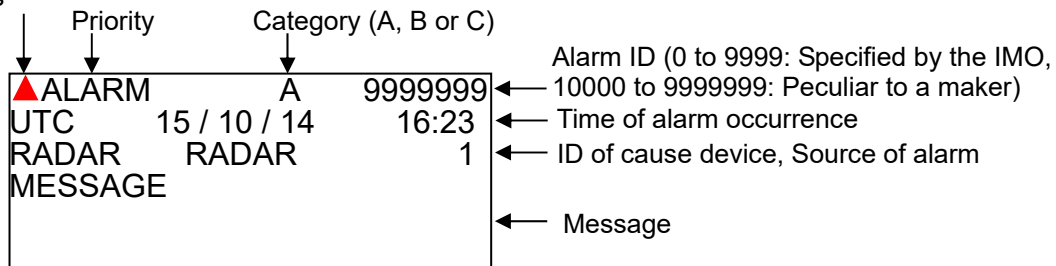 Priority Category (A, B or C)
Alarm ID (0 to 9999: Specified by the IMO,
10000 to 9999999: Peculiar to a maker)
ALARM A 9999999
UTC 15 / 10 / 14 16:23
Time of alarm occurrence
RADAR RADAR 1
ID of cause device, Source of alarm
MESSAGE
Message